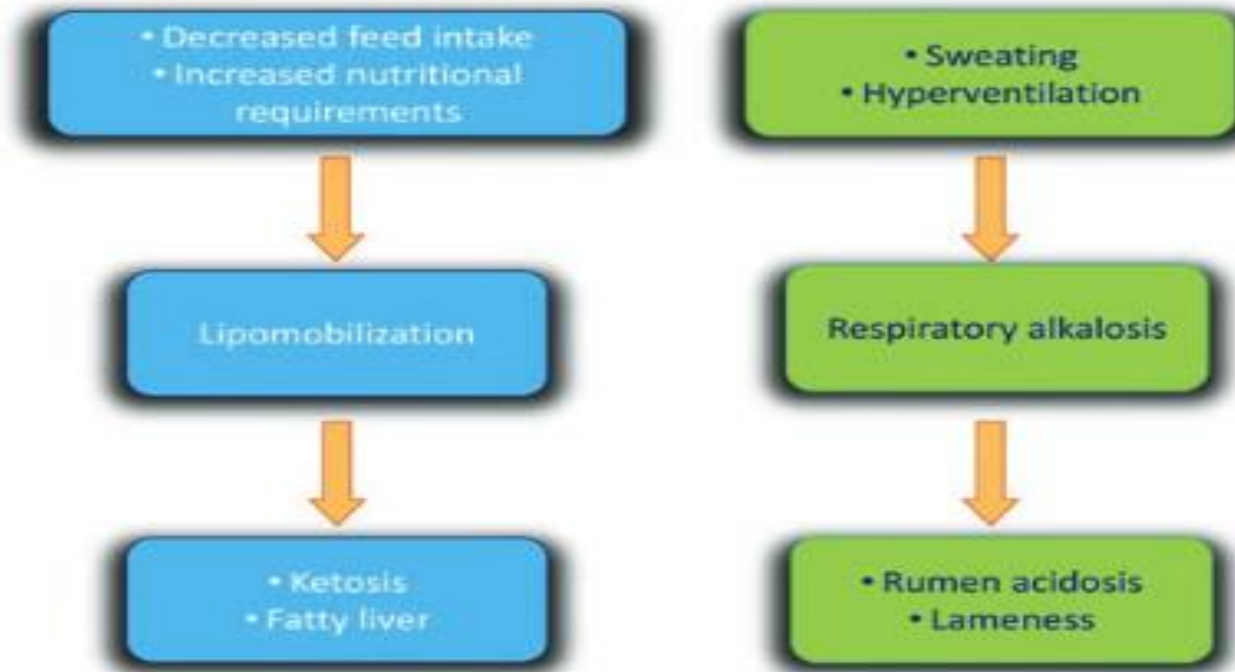 • Decreased feed intake
• Increased nutritional
requirements
Lipomobilization
• Ketosis
• Fatty liver
• Sweating
• Hyperventilation
Respiratory alkalosis
• Rumen acidosis
• Lameness